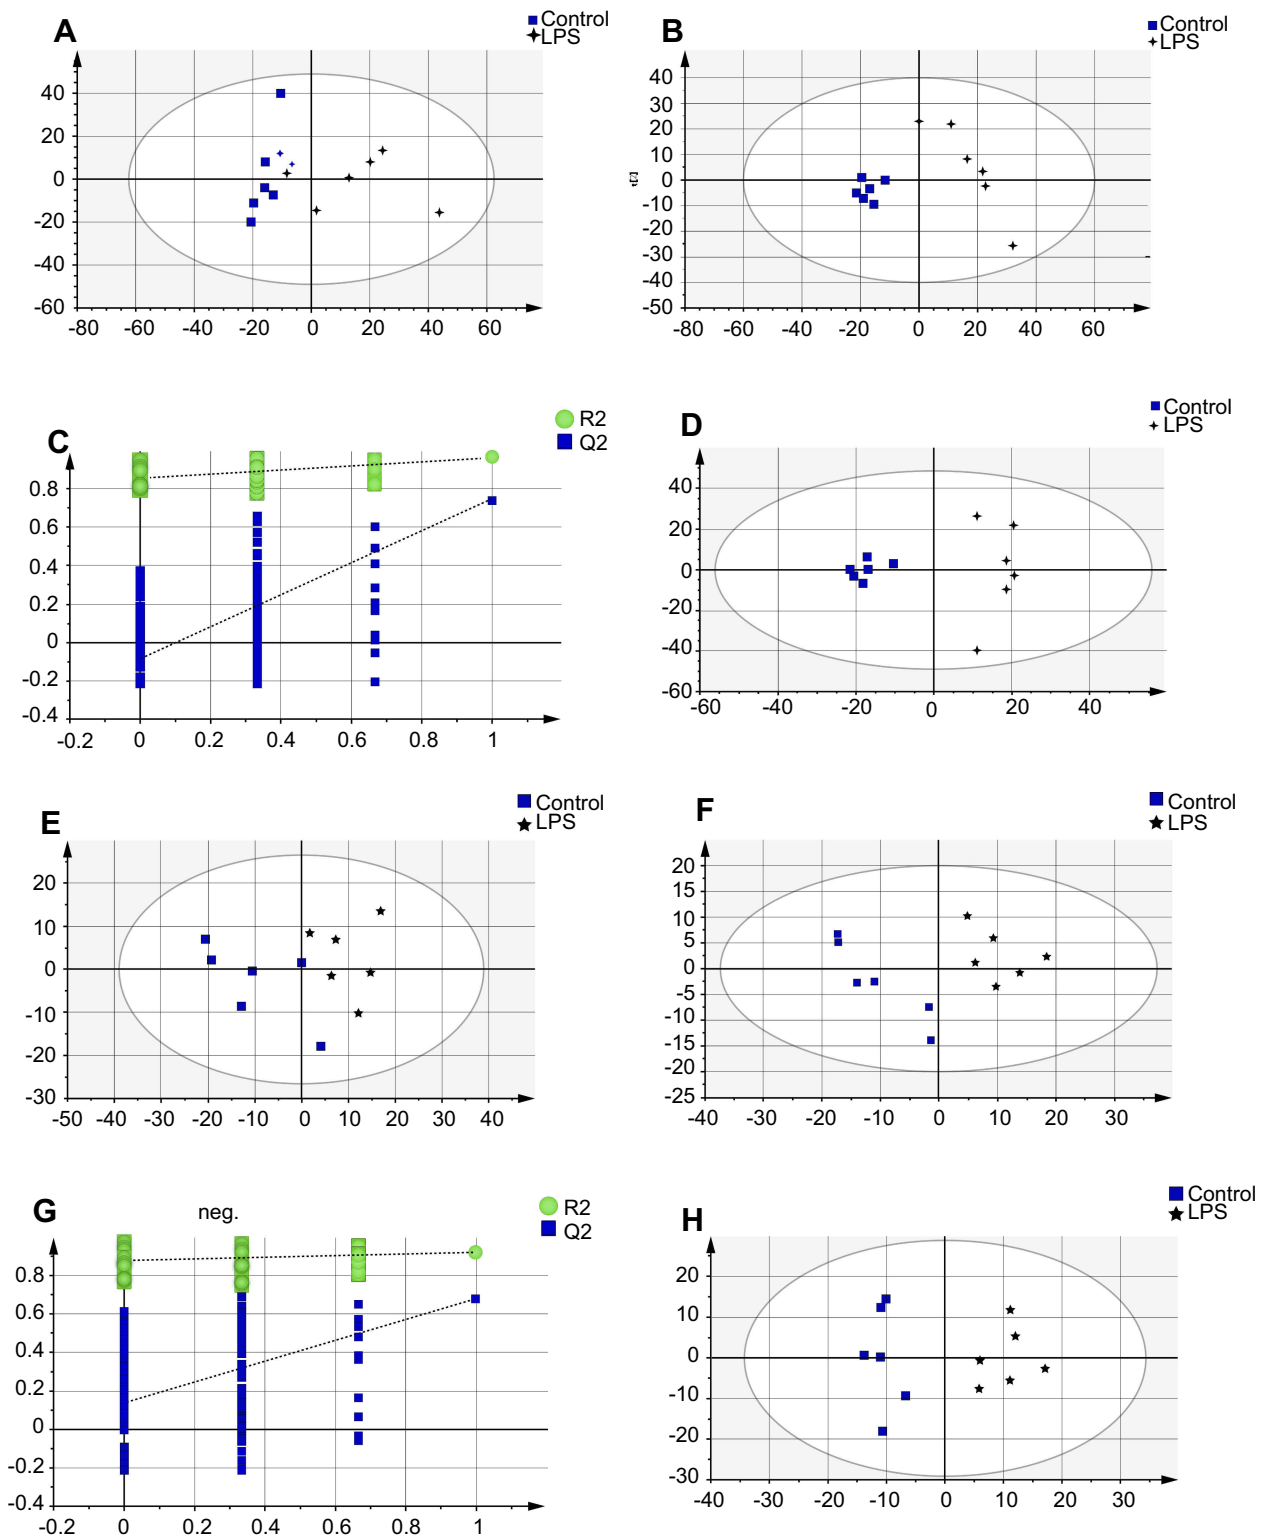 A
Control
LPS
40
20
0
-20
-40
-60
-80 -60 -40 -20 0 20 40 60
B
Control
LPS
t[2]
40
30
20
10
0
-10
-20
-30
-40
-50
-80 -60 -40 -20 0 20 40 60
C
R2
Q2
0.8
0.6
0.4
0.2
0
-0.2
-0.4
-0.2 0 0.2 0.4 0.6 0.8 1
D
Control
LPS
40
20
0
-20
-40
-60
-60 -40 -20 0 20 40
E
Control
LPS
20
10
0
-10
-20
-30
-50 -40 -30 -20 -10 0 10 20 30 40
F
Control
LPS
20
15
10
5
0
-5
-10
-15
-20
-25
-40 -30 -20 -10 0 10 20 30
G
neg.
R2
Q2
0.8
0.6
0.4
0.2
0
-0.2
-0.4
-0.2 0 0.2 0.4 0.6 0.8 1
H
Control
LPS
20
10
0
-10
-20
-30
-40 -30 -20 -10 0 10 20 30